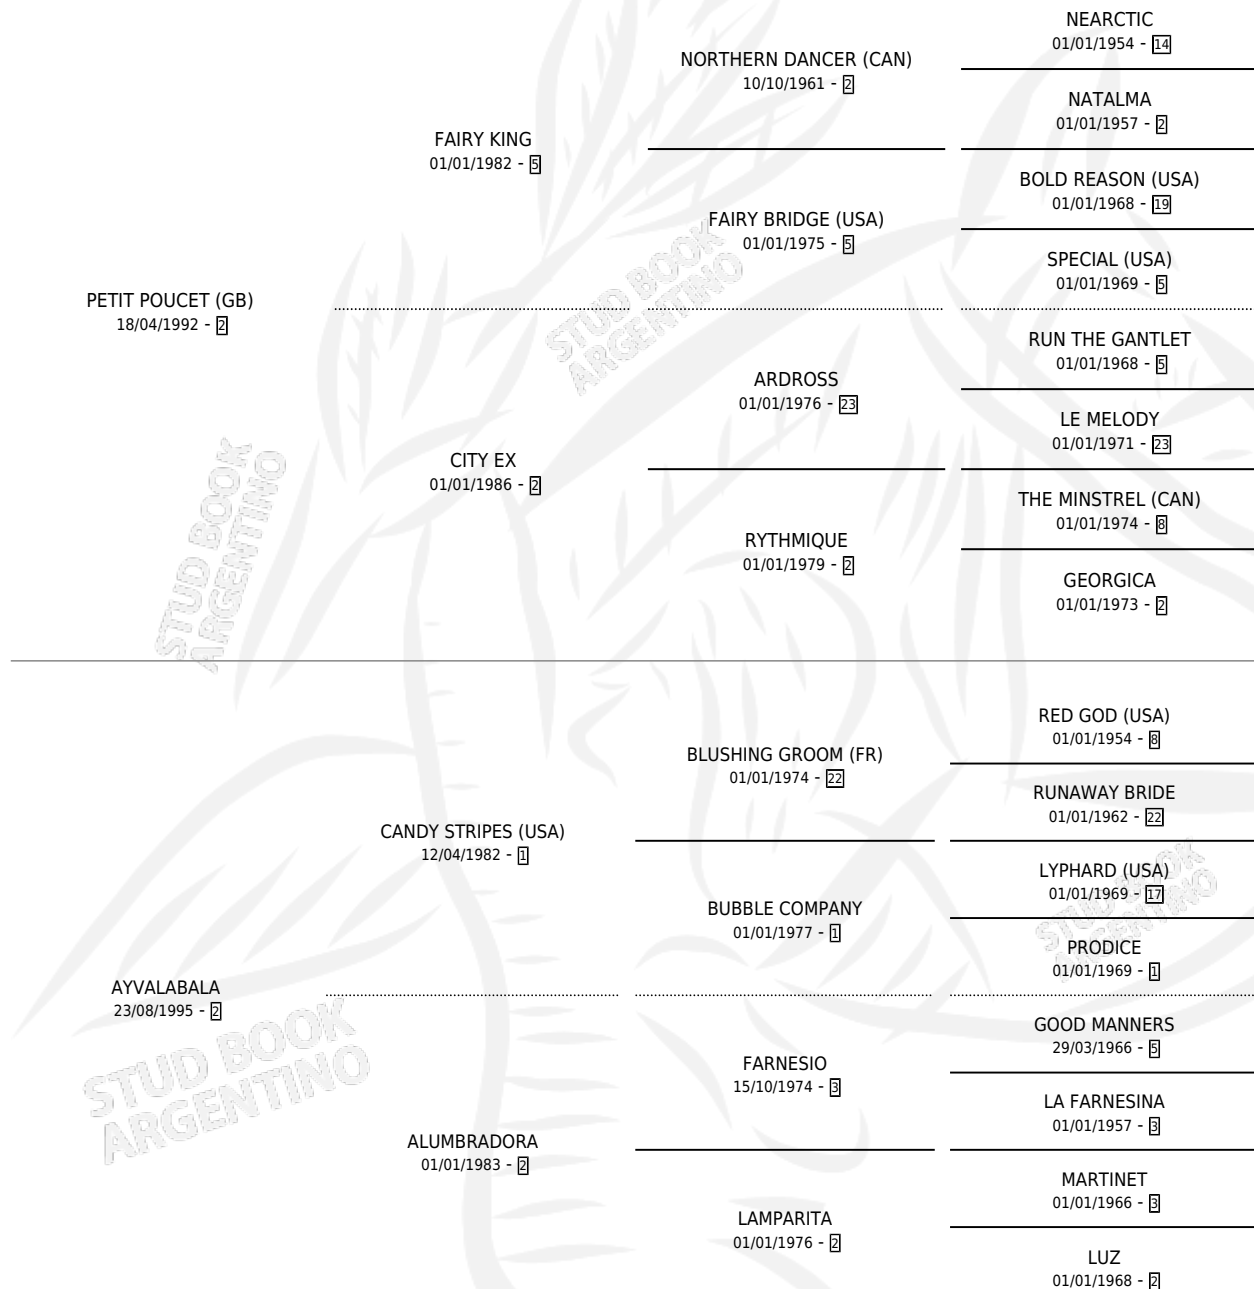 NEARCTIC
01/01/1954 - 14
NORTHERN DANCER (CAN)
10/10/1961 - 2
NATALMA
01/01/1957 - 2
FAIRY KING
01/01/1982 - 5
BOLD REASON (USA)
01/01/1968 - 19
FAIRY BRIDGE (USA)
01/01/1975 - 5
SPECIAL (USA)
01/01/1969 - 5
PETIT POUCET (GB)
18/04/1992 - 2
RUN THE GANTLET
01/01/1968 - 5
ARDROSS
01/01/1976 - 23
LE MELODY
01/01/1971 - 23
CITY EX
01/01/1986 - 2
THE MINSTREL (CAN)
01/01/1974 - 8
RYTHMIQUE
01/01/1979 - 2
GEORGICA
01/01/1973 - 2
RED GOD (USA)
01/01/1954 - 8
BLUSHING GROOM (FR)
01/01/1974 - 22
RUNAWAY BRIDE
01/01/1962 - 22
CANDY STRIPES (USA)
12/04/1982 - 1
LYPHARD (USA)
01/01/1969 - 17
BUBBLE COMPANY
01/01/1977 - 1
PRODICE
01/01/1969 - 1
AYVALABALA
23/08/1995 - 2
GOOD MANNERS
29/03/1966 - 5
FARNESIO
15/10/1974 - 3
LA FARNESINA
01/01/1957 - 3
ALUMBRADORA
01/01/1983 - 2
MARTINET
01/01/1966 - 3
LAMPARITA
01/01/1976 - 2
LUZ
01/01/1968 - 2
STUD BOOK
ARGENTINO
STUD BOOK
ARGENTINO
STUD BOOK
ARGENTINO
STUD BOOK
ARGENTINO